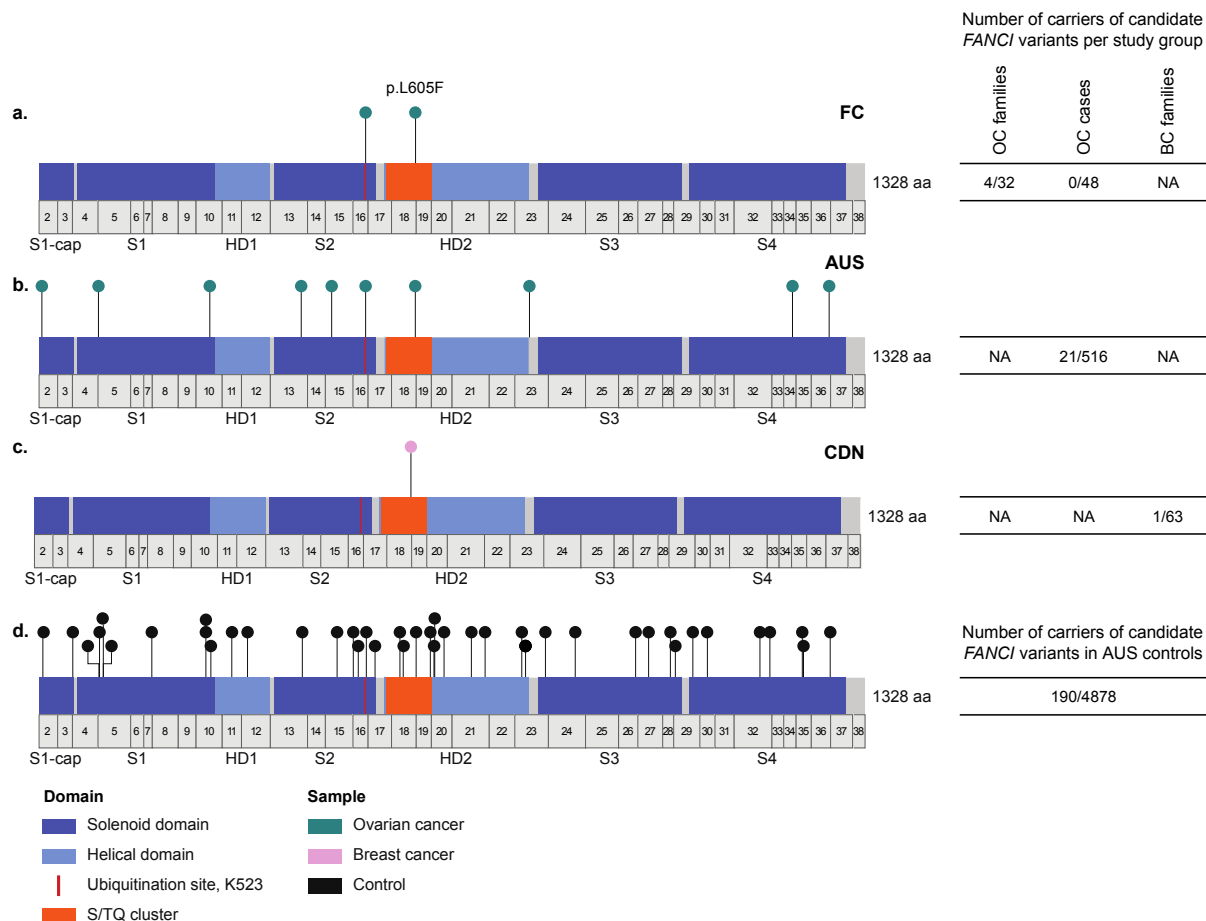 Number of carriers of candidate
FANCI variants per study group
OC families
OC cases
BC families
p.L605F
a.
FC
1328 aa
4/32 0/48 NA
2 3 4 5 6 7 8 9 10 11 12 13 14 15 16 17 18 19 20 21 22 23 24 25 26 27 28 29 30 31 32 33 34 35 36 37 38
S1-cap S1 HD1 S2 HD2 S3 S4
AUS
b.
1328 aa
NA 21/516 NA
2 3 4 5 6 7 8 9 10 11 12 13 14 15 16 17 18 19 20 21 22 23 24 25 26 27 28 29 30 31 32 33 34 35 36 37 38
S1-cap S1 HD1 S2 HD2 S3 S4
c.
CDN
1328 aa
NA NA 1/63
2 3 4 5 6 7 8 9 10 11 12 13 14 15 16 17 18 19 20 21 22 23 24 25 26 27 28 29 30 31 32 33 34 35 36 37 38
S1-cap S1 HD1 S2 HD2 S3 S4
d.
Number of carriers of candidate
FANCI variants in AUS controls
1328 aa
190/4878
2 3 4 5 6 7 8 9 10 11 12 13 14 15 16 17 18 19 20 21 22 23 24 25 26 27 28 29 30 31 32 33 34 35 36 37 38
S1-cap S1 HD1 S2 HD2 S3 S4
Domain
Solenoid domain
Helical domain
Ubiquitination site, K523
S/TQ cluster
Sample
Ovarian cancer
Breast cancer
Control